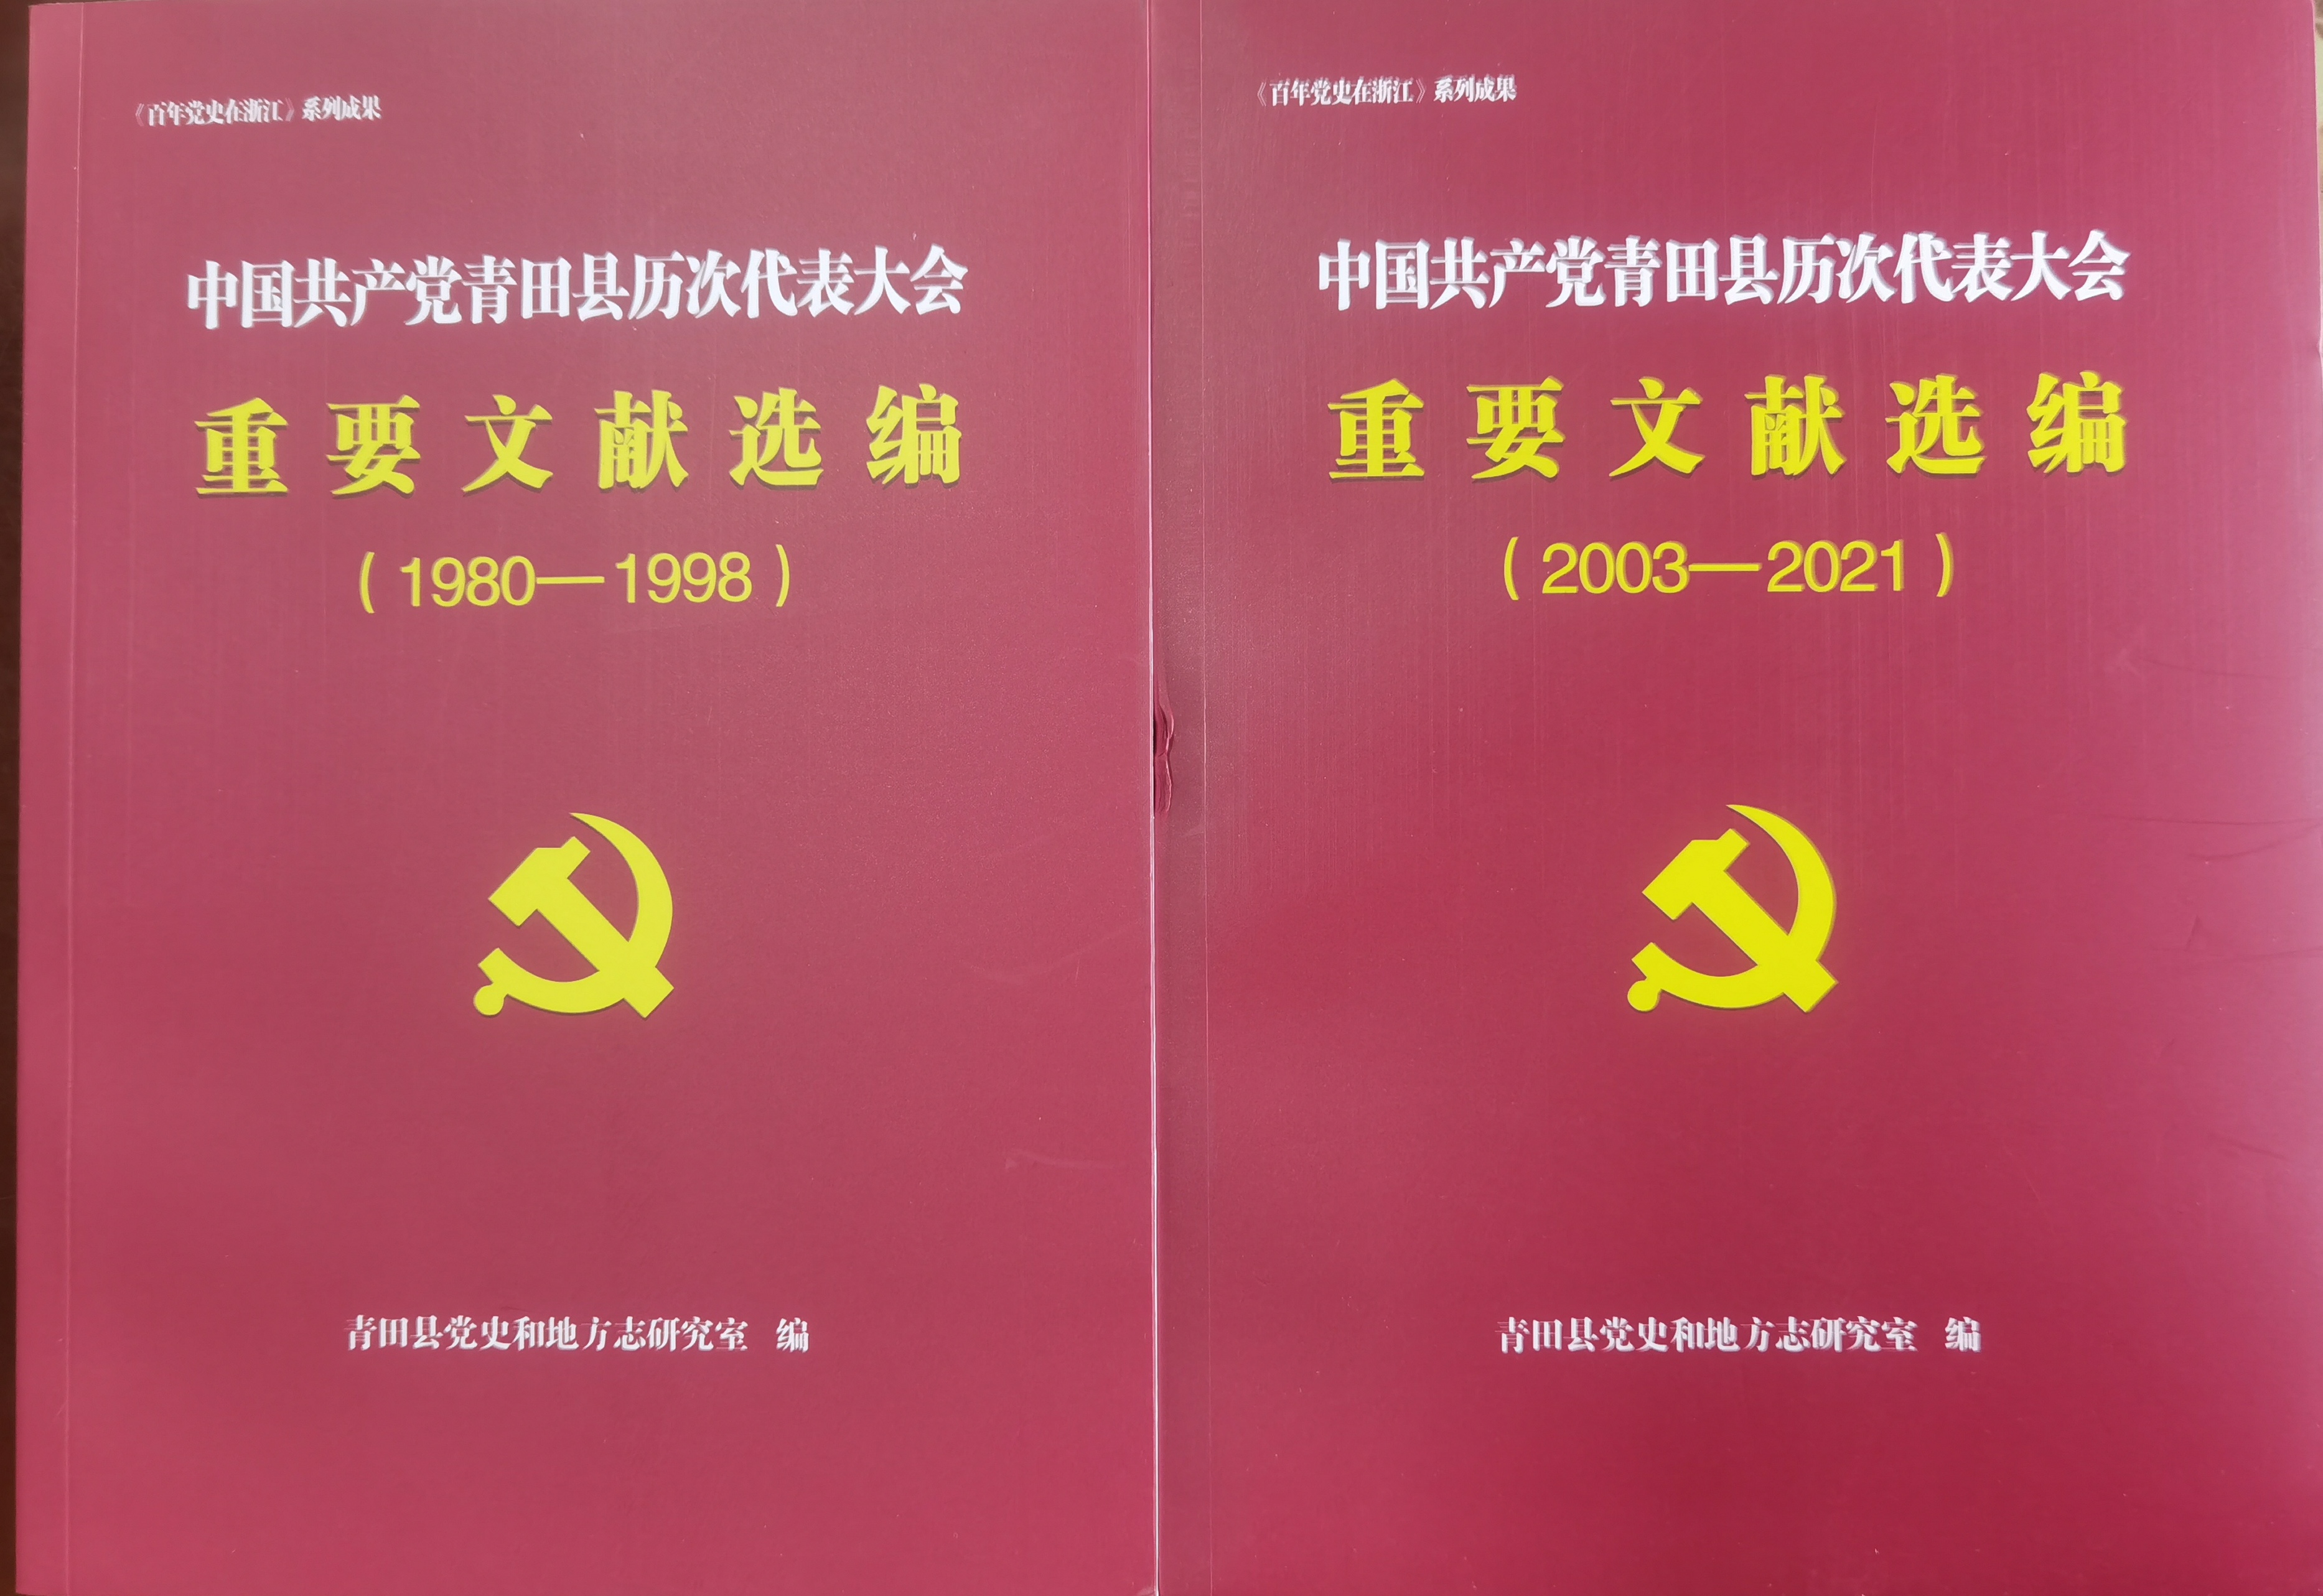 《百年党史在浙江》系列成果
中国共产党青田县历次代表大会
重要文献选编
（1980—1998）
青田县党史和地方志研究室 编
《百年党史在浙江》系列成果
中国共产党青田县历次代表大会
重要文献选编
（2003—2021）
青田县党史和地方志研究室 编